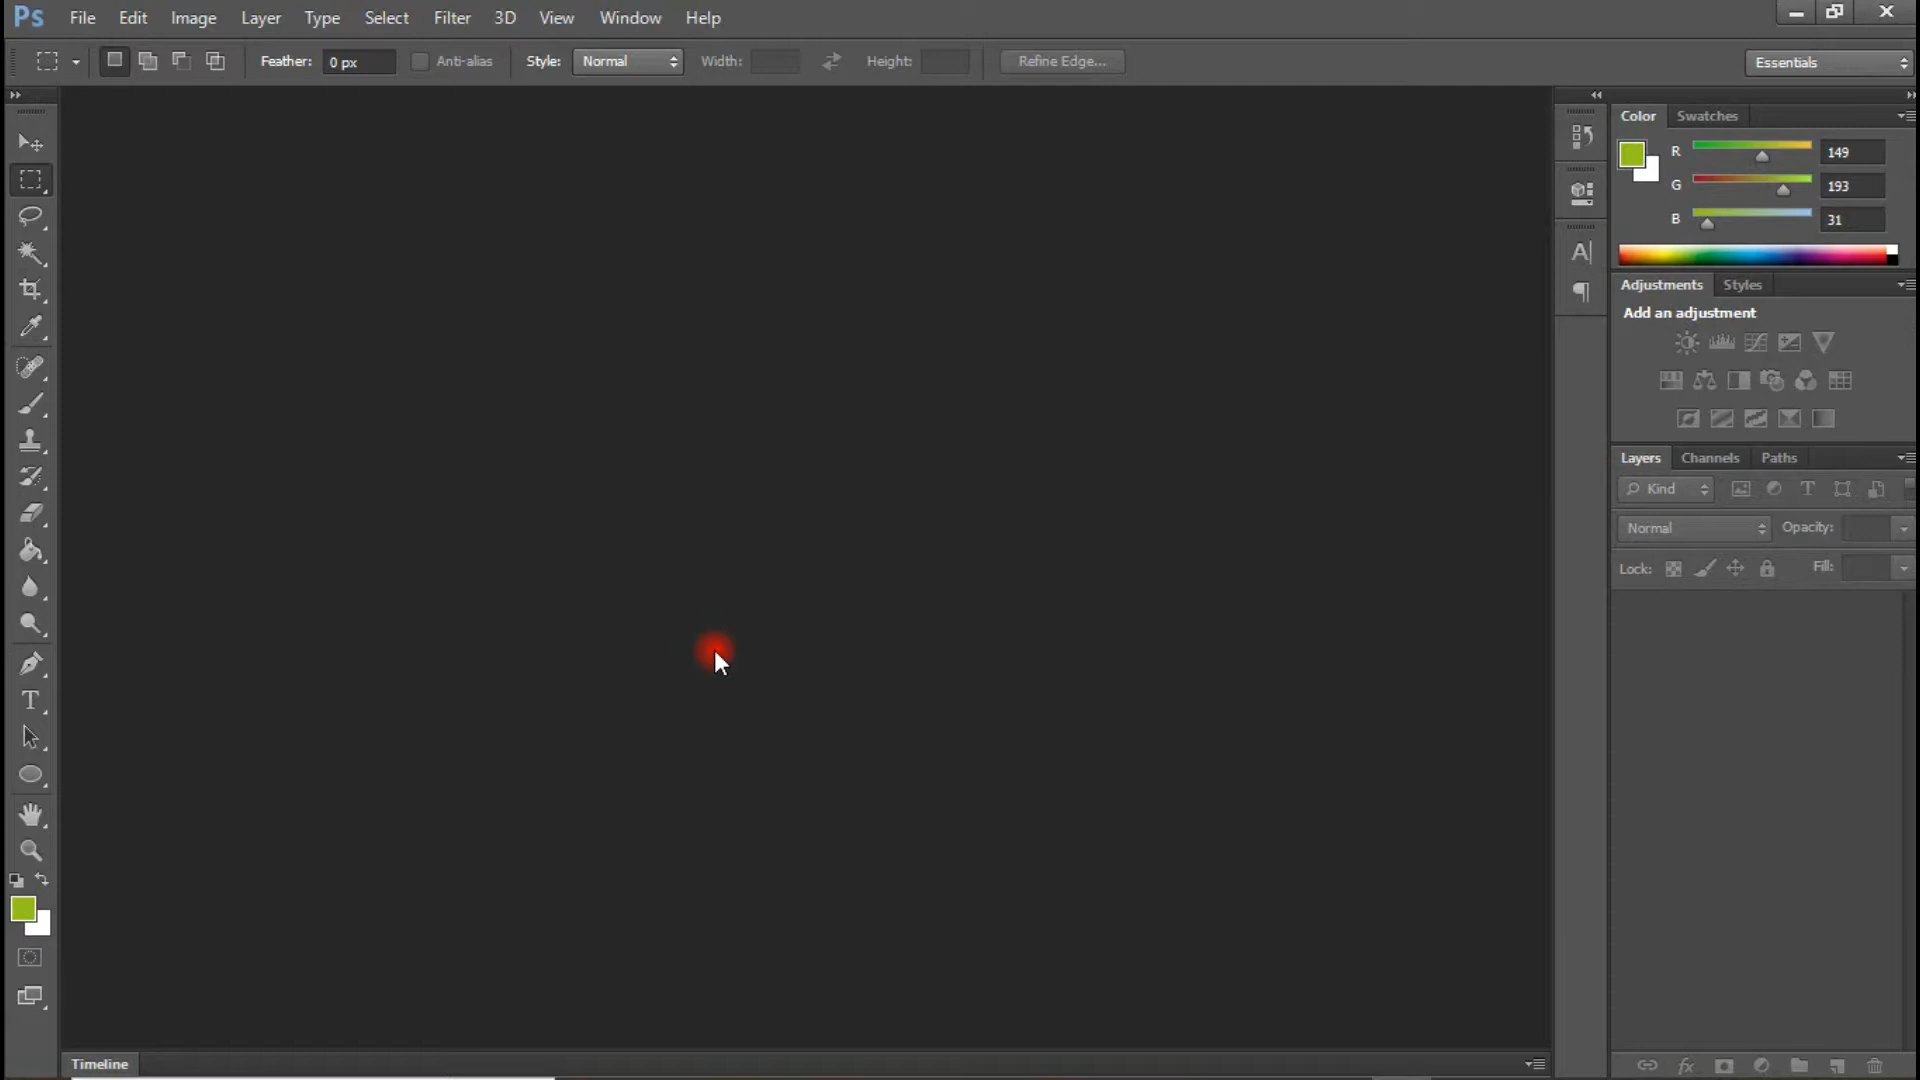 Ps File Edit Image Layer Type Select Filter 3D View Window Help
Feather: 0 px Anti-alias Style: Normal Width: Height: Refine Edge... Essentials
Color Swatches
R 149
G 193
B 31
Adjustments Styles
Add an adjustment
Layers Channels Paths
Kind
Normal Opacity:
Lock: Fill:
Timeline